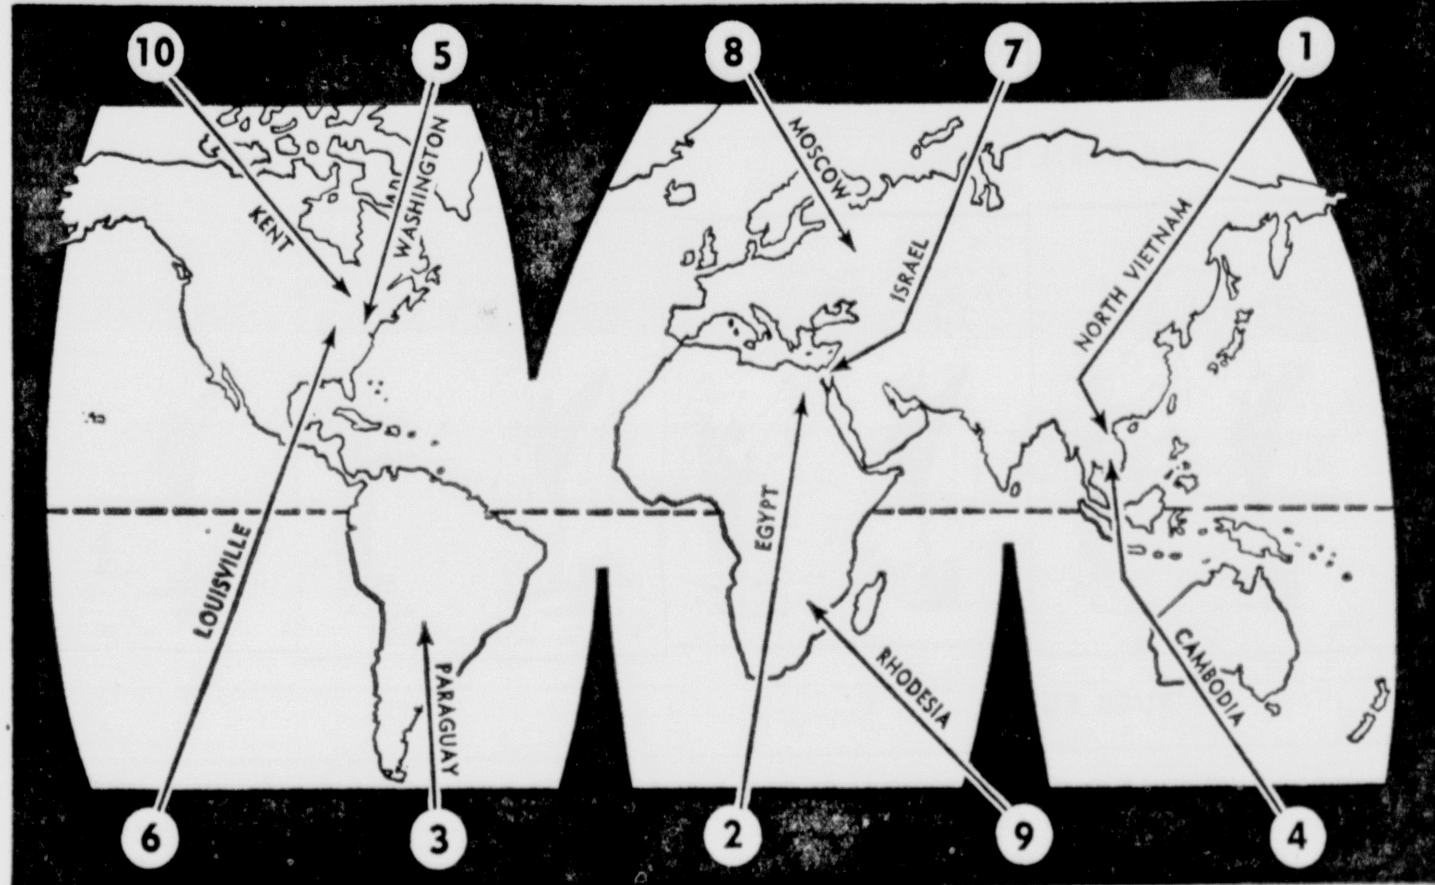 10
5
8
7
1
KENT
WASHINGTON
MOSCOW
ISRAEL
NORTH VIETNAM
LOUISVILLE
PARAGUAY
EGYPT
RHODESIA
CAMBODIA
6
3
2
9
4